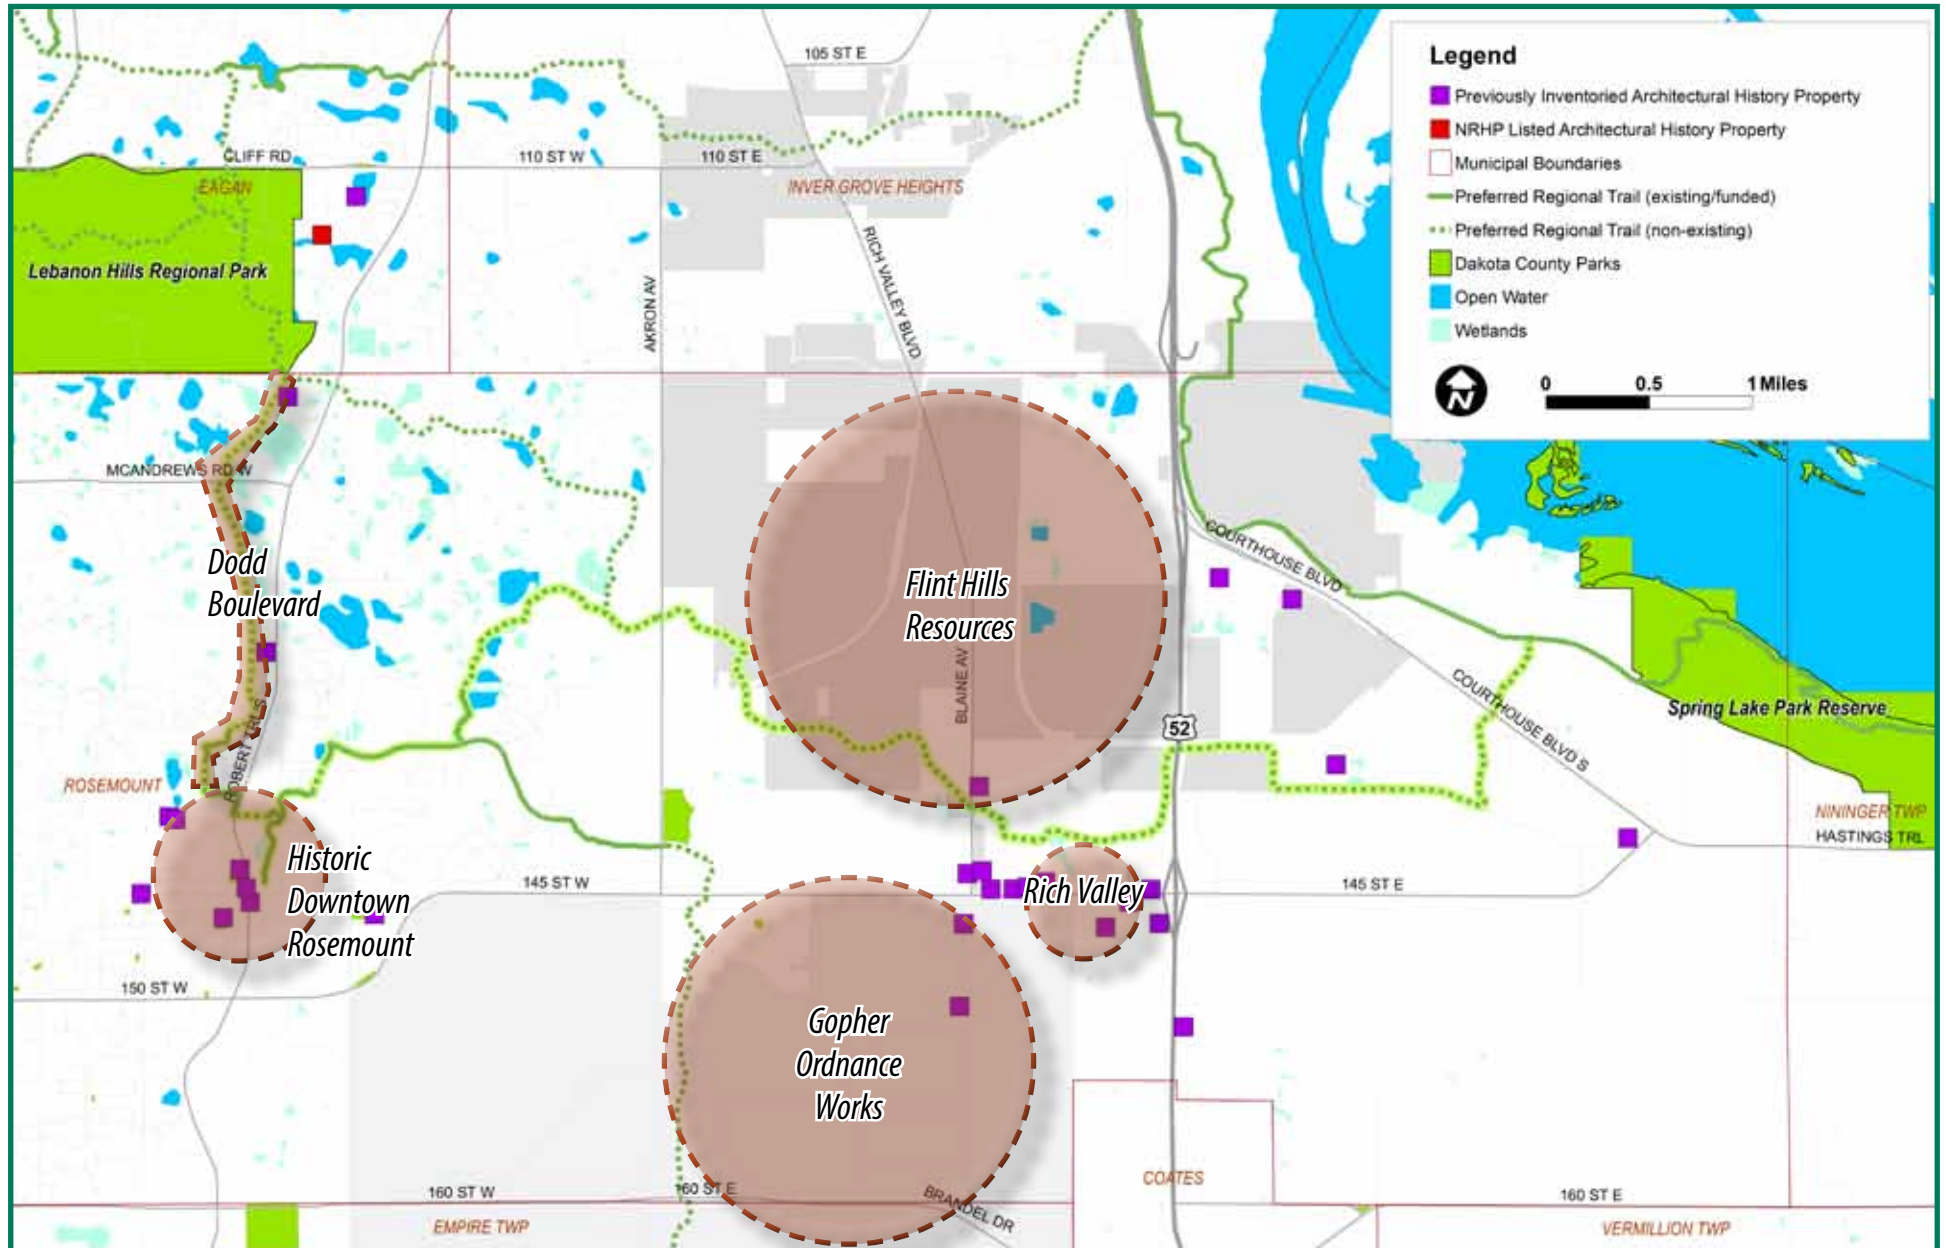 105 ST E
Legend
Previously Inventoried Architectural History Property
NRHP Listed Architectural History Property
Municipal Boundaries
Preferred Regional Trail (existing/funded)
Preferred Regional Trail (non-existing)
Dakota County Parks
Open Water
Wetlands
N
0 0.5 1 Miles
CLIFF RD
110 ST W
110 ST E
EAGAN
INVER GROVE HEIGHTS
Lebanon Hills Regional Park
RICH VALLEY BLVD
AKRON AV
MCANDREWS RD W
Dodd
Boulevard
Flint Hills
Resources
COURTHOUSE BLVD
BLAINE AV
COURTHOUSE BLVD S
Spring Lake Park Reserve
52
ROBERT TRL S
ROSEMOUNT
NININGER TWP
HASTINGS TRL
Historic
Downtown
Rosemount
145 ST W
Rich Valley
145 ST E
150 ST W
Gopher
Ordnance
Works
COATES
160 ST W
160 ST E
BRANDEL DR
160 ST E
EMPIRE TWP
VERMILLION TWP